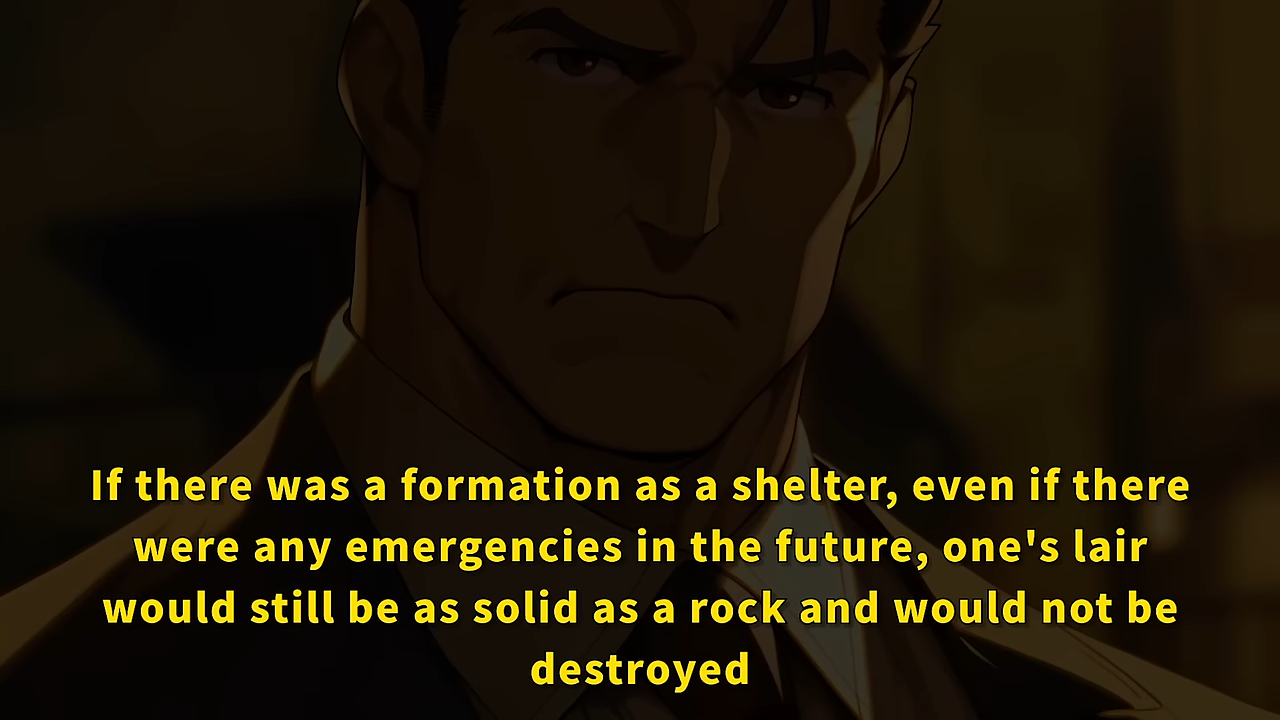 If there was a formation as a shelter, even if there
were any emergencies in the future, one's lair
would still be as solid as a rock and would not be
destroyed